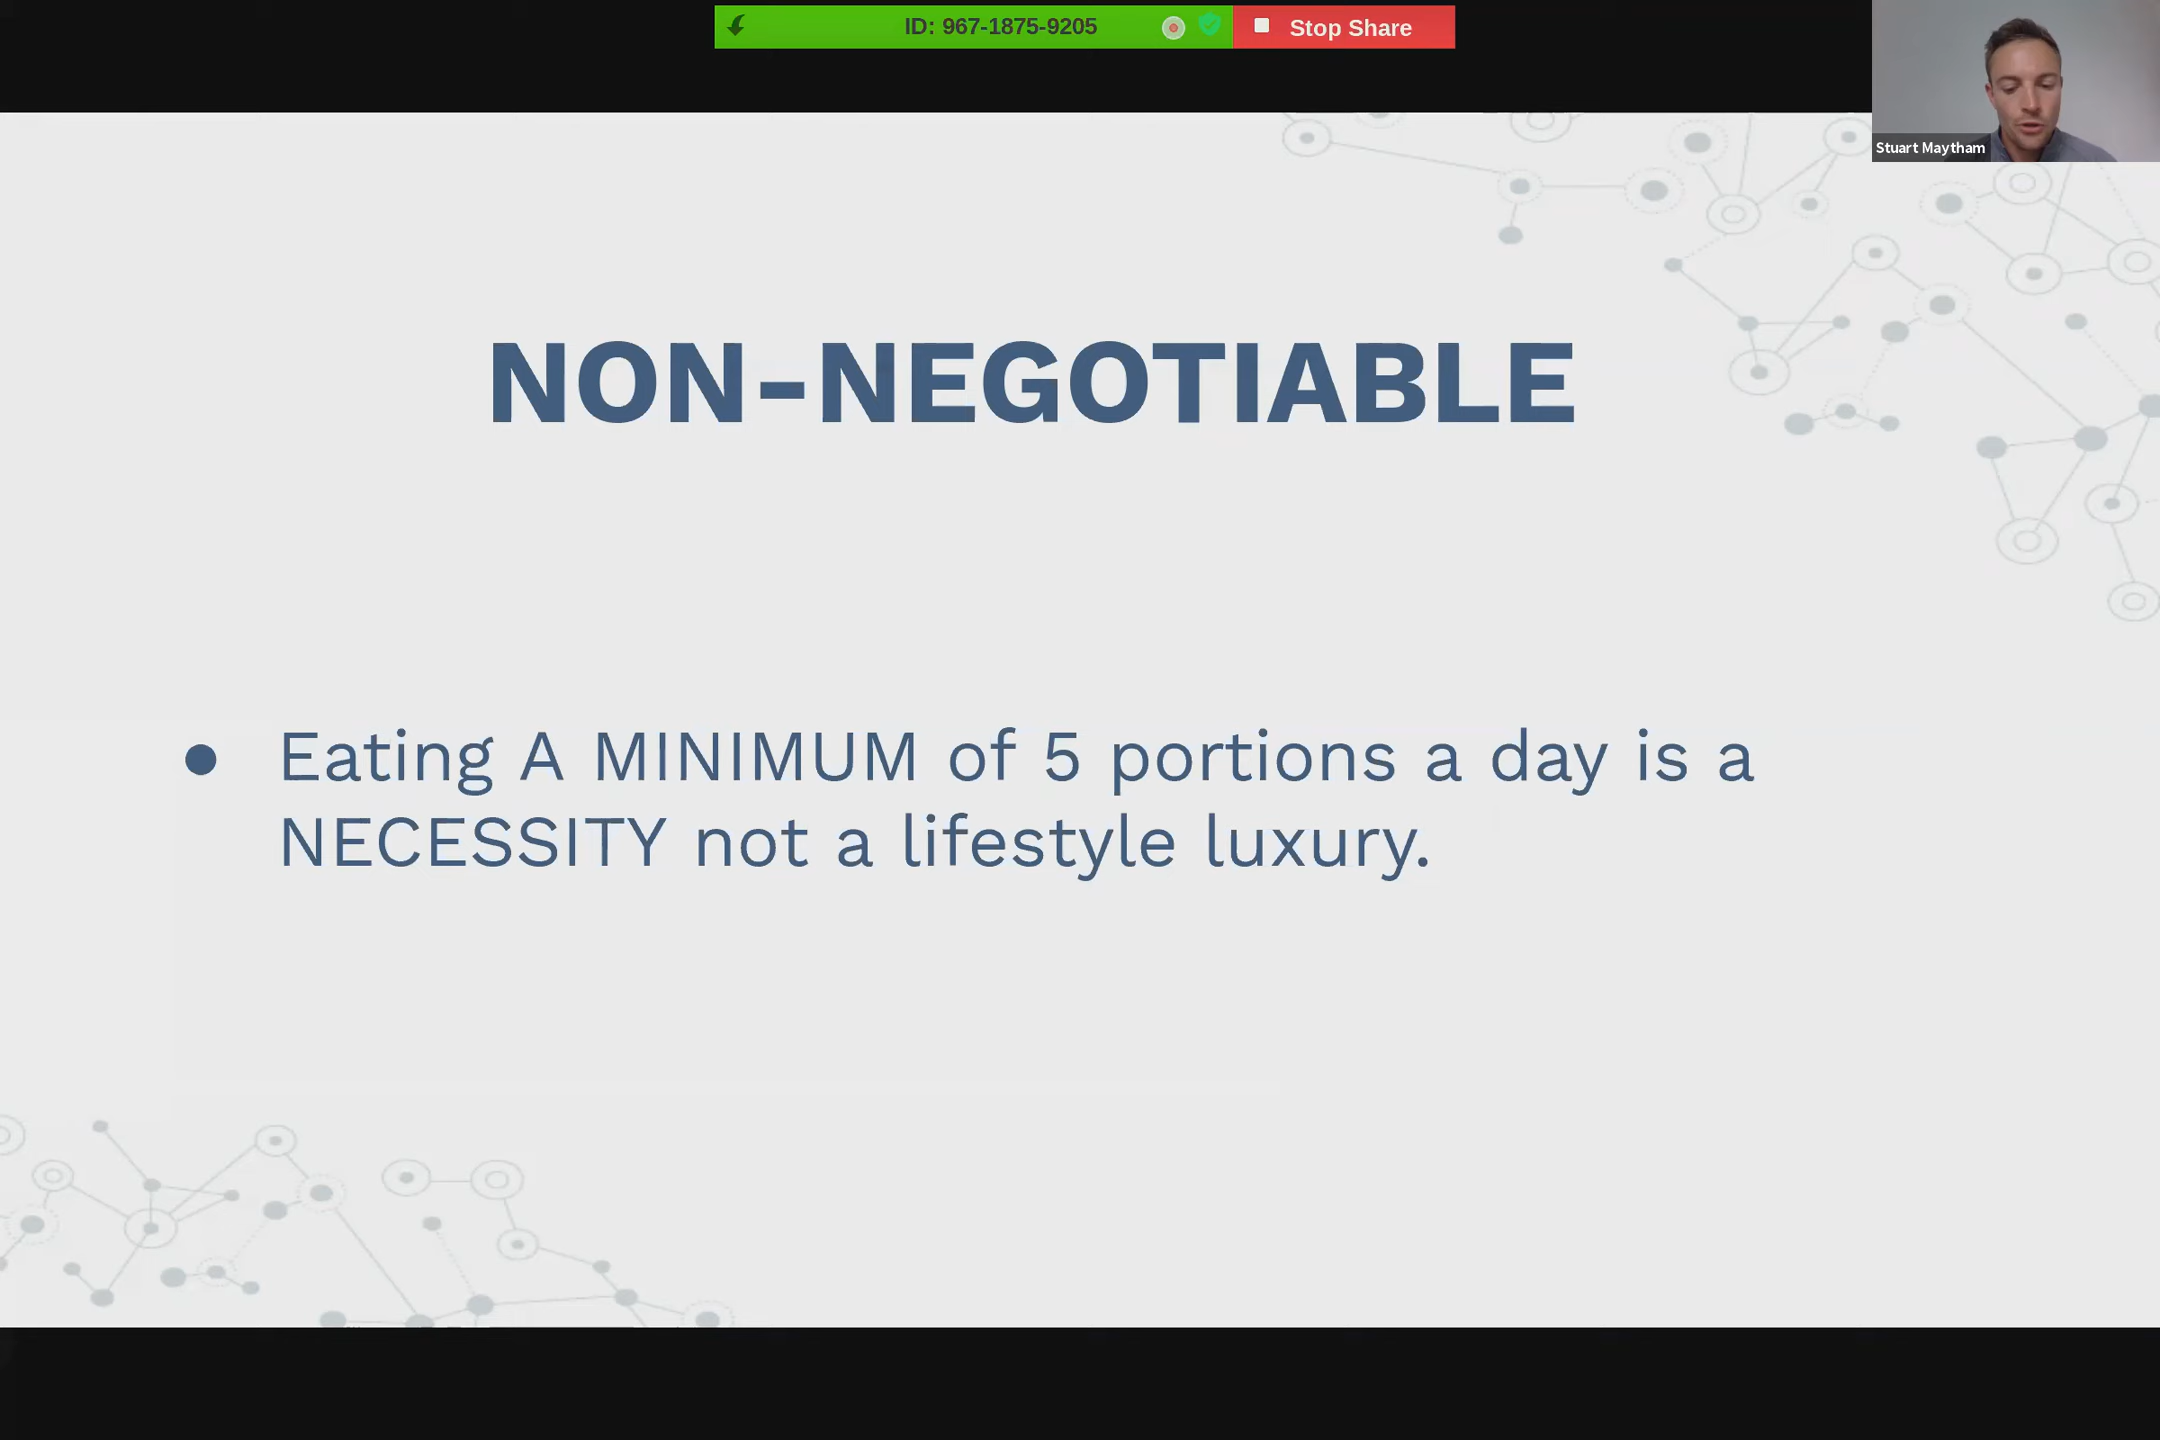 ID: 967-1875-9205
Stop Share
Stuart Maytham
NON-NEGOTIABLE
Eating A MINIMUM of 5 portions a day is a
NECESSITY not a lifestyle luxury.